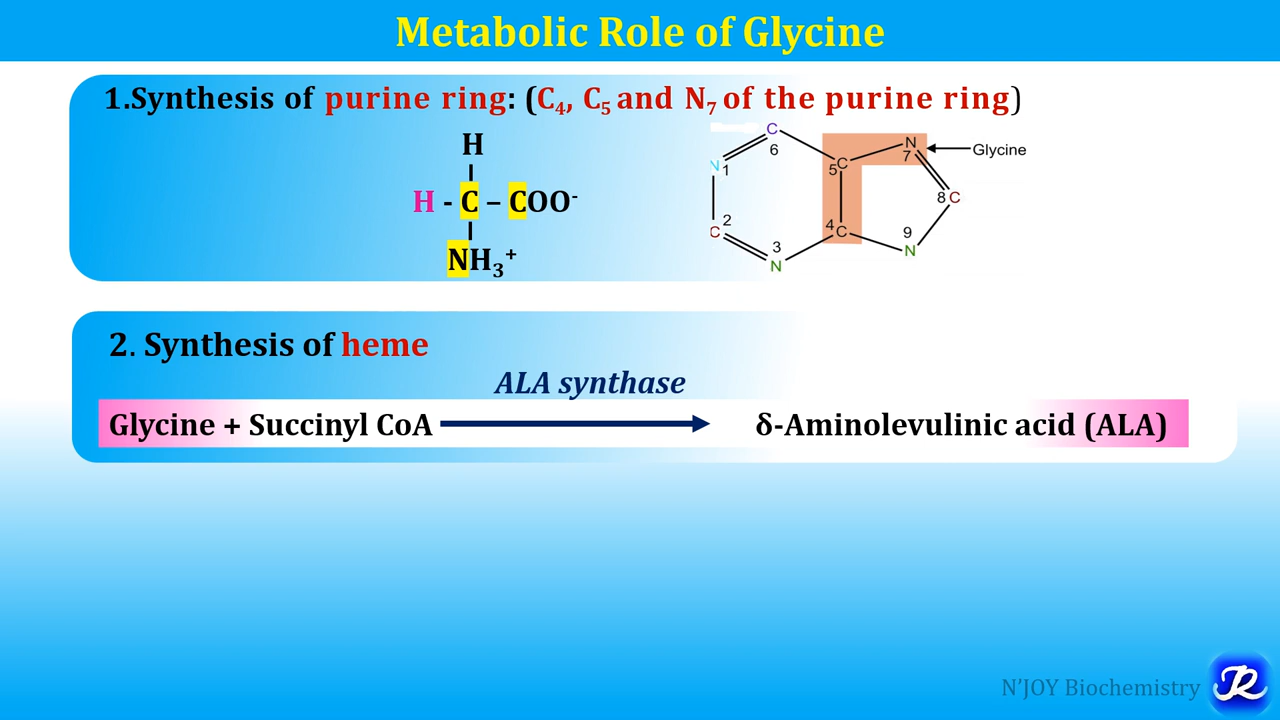 Metabolic Role of Glycine
1.Synthesis of purine ring: (C₄, C₅ and N₇ of the purine ring)
H
H - C – COO⁻
NH₃⁺
C
6
N
1
5
C
N
7
Glycine
8
C
2
C
4
C
9
N
3
N
2. Synthesis of heme
ALA synthase
Glycine + Succinyl CoA
δ-Aminolevulinic acid (ALA)
N'JOY Biochemistry